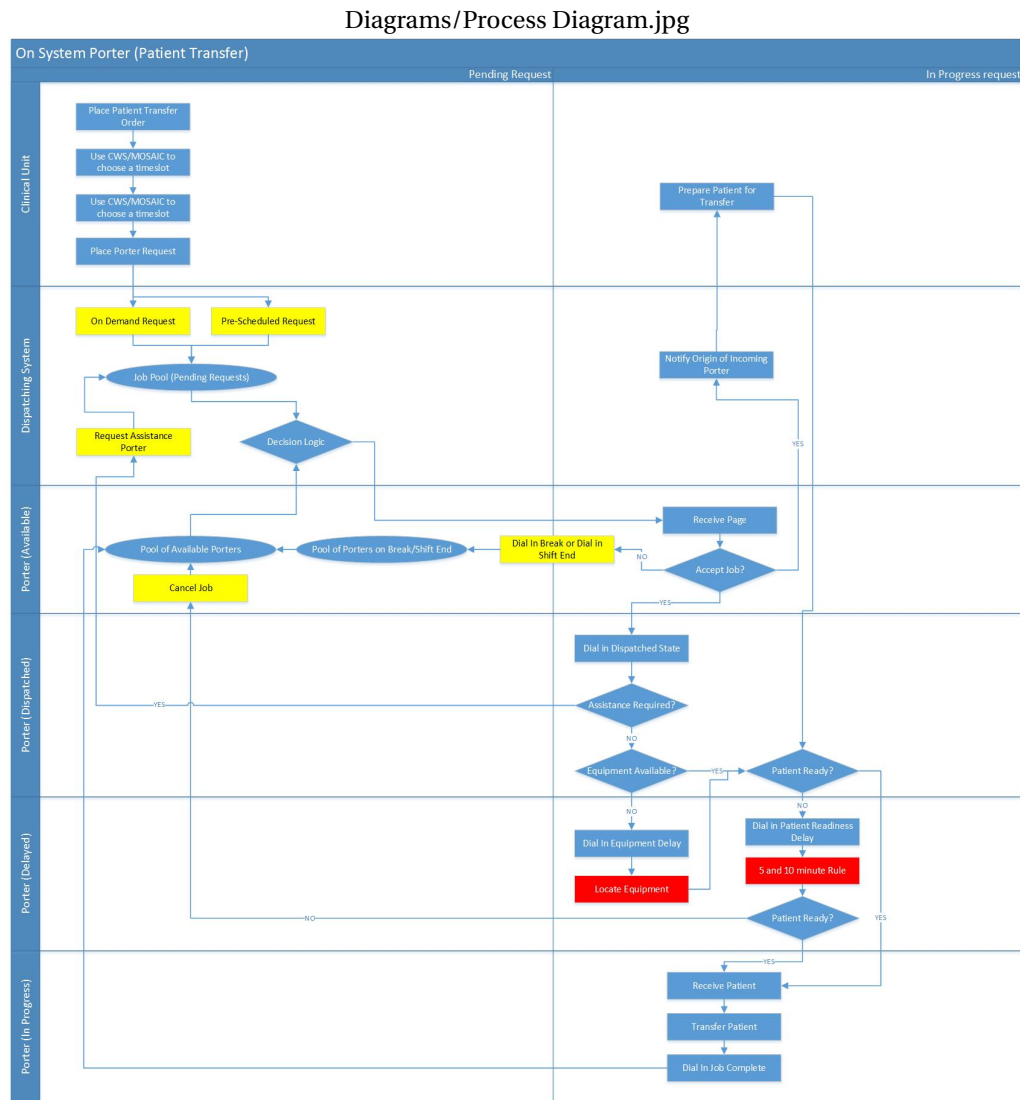 Diagrams/Process Diagram.jpg
On System Porter (Patient Transfer)
Pending Request
In Progress request
Clinical Unit
Place Patient Transfer
Order
Use CWS/MOSAIC to
choose a timeslot
Use CWS/MOSAIC to
choose a timeslot
Place Porter Request
Prepare Patient for
Transfer
Dispatching System
On Demand Request
Pre-Scheduled Request
Job Pool (Pending Requests)
Request Assistance
Porter
Decision Logic
Notify Origin of Incoming
Porter
YES
Porter (Available)
Receive Page
Pool of Available Porters
Pool of Porters on Break/Shift End
Dial In Break or Dial in
Shift End
NO
Accept Job?
Cancel Job
YES
Porter (Dispatched)
Dial in Dispatched State
Assistance Required?
YES
NO
Equipment Available?
YES
Patient Ready?
Porter (Delayed)
NO
NO
Dial In Equipment Delay
Dial in Patient Readiness
Delay
Locate Equipment
5 and 10 minute Rule
Patient Ready?
NO
YES
Porter (In Progress)
YES
Receive Patient
Transfer Patient
Dial In Job Complete